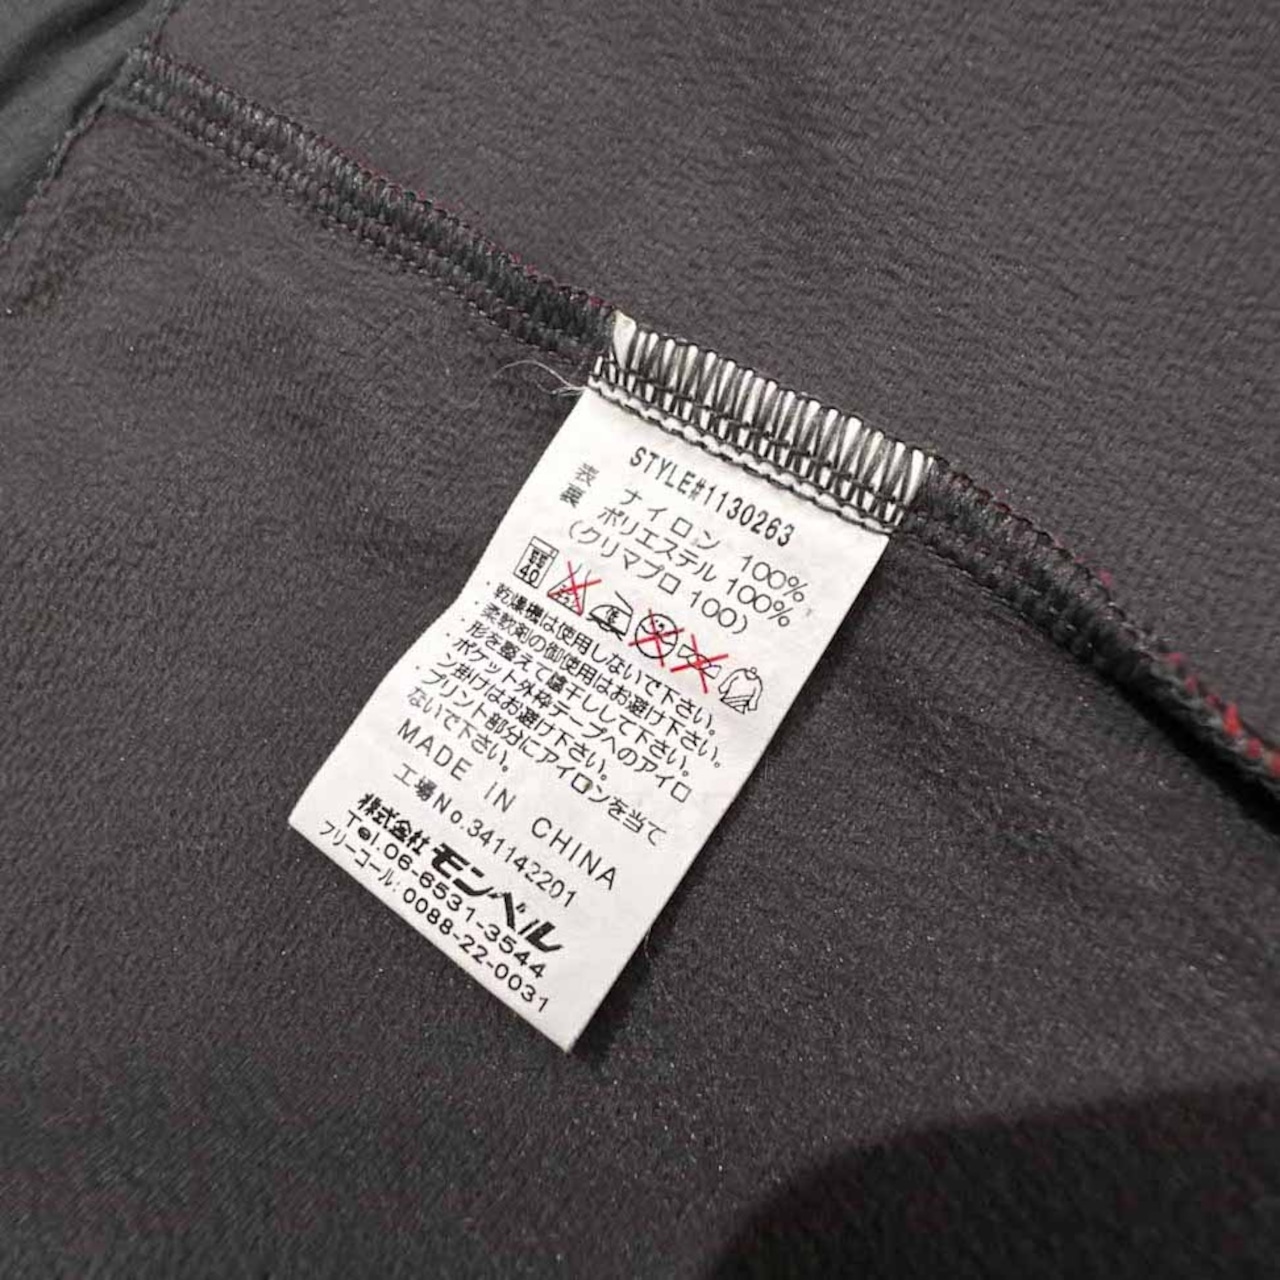 STYLE#1130263
表 ナイロン 100%
裏 ポリエステル 100%
(クリマプロ 100)
弱 40
・乾燥機は使用しないで下さい。
・柔軟剤の御使用はお避け下さい。
・形を整えて陰干しして下さい。
・ポケット外枠テープへのアイロ
ン掛けはお避け下さい。
・プリント部分にアイロンを当て
ないで下さい。
MADE IN CHINA
工場No.341142201
株式会社モンベル
Tel.06-6531-3544
フリーコール:0088-22-0031